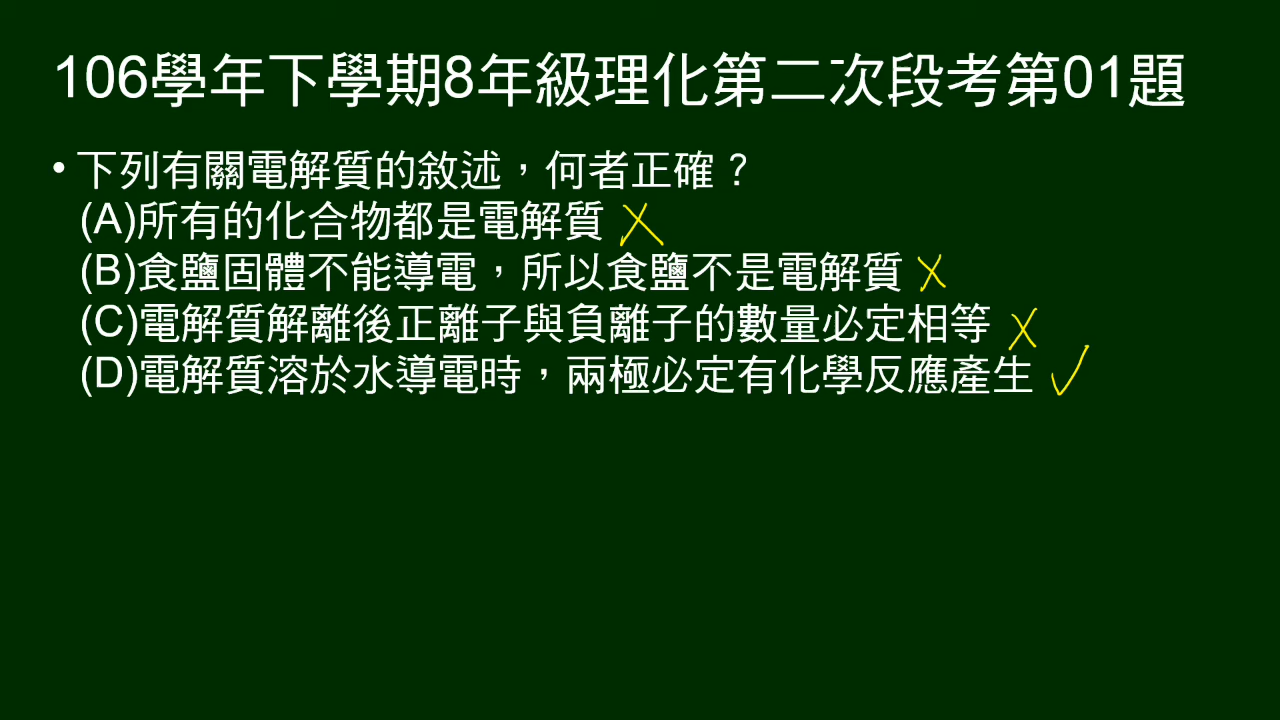 106學年下學期8年級理化第二次段考第01題
• 下列有關電解質的敘述，何者正確？
(A)所有的化合物都是電解質 ✗
(B)食鹽固體不能導電，所以食鹽不是電解質 ✗
(C)電解質解離後正離子與負離子的數量必定相等 ✗
(D)電解質溶於水導電時，兩極必定有化學反應產生 ✓